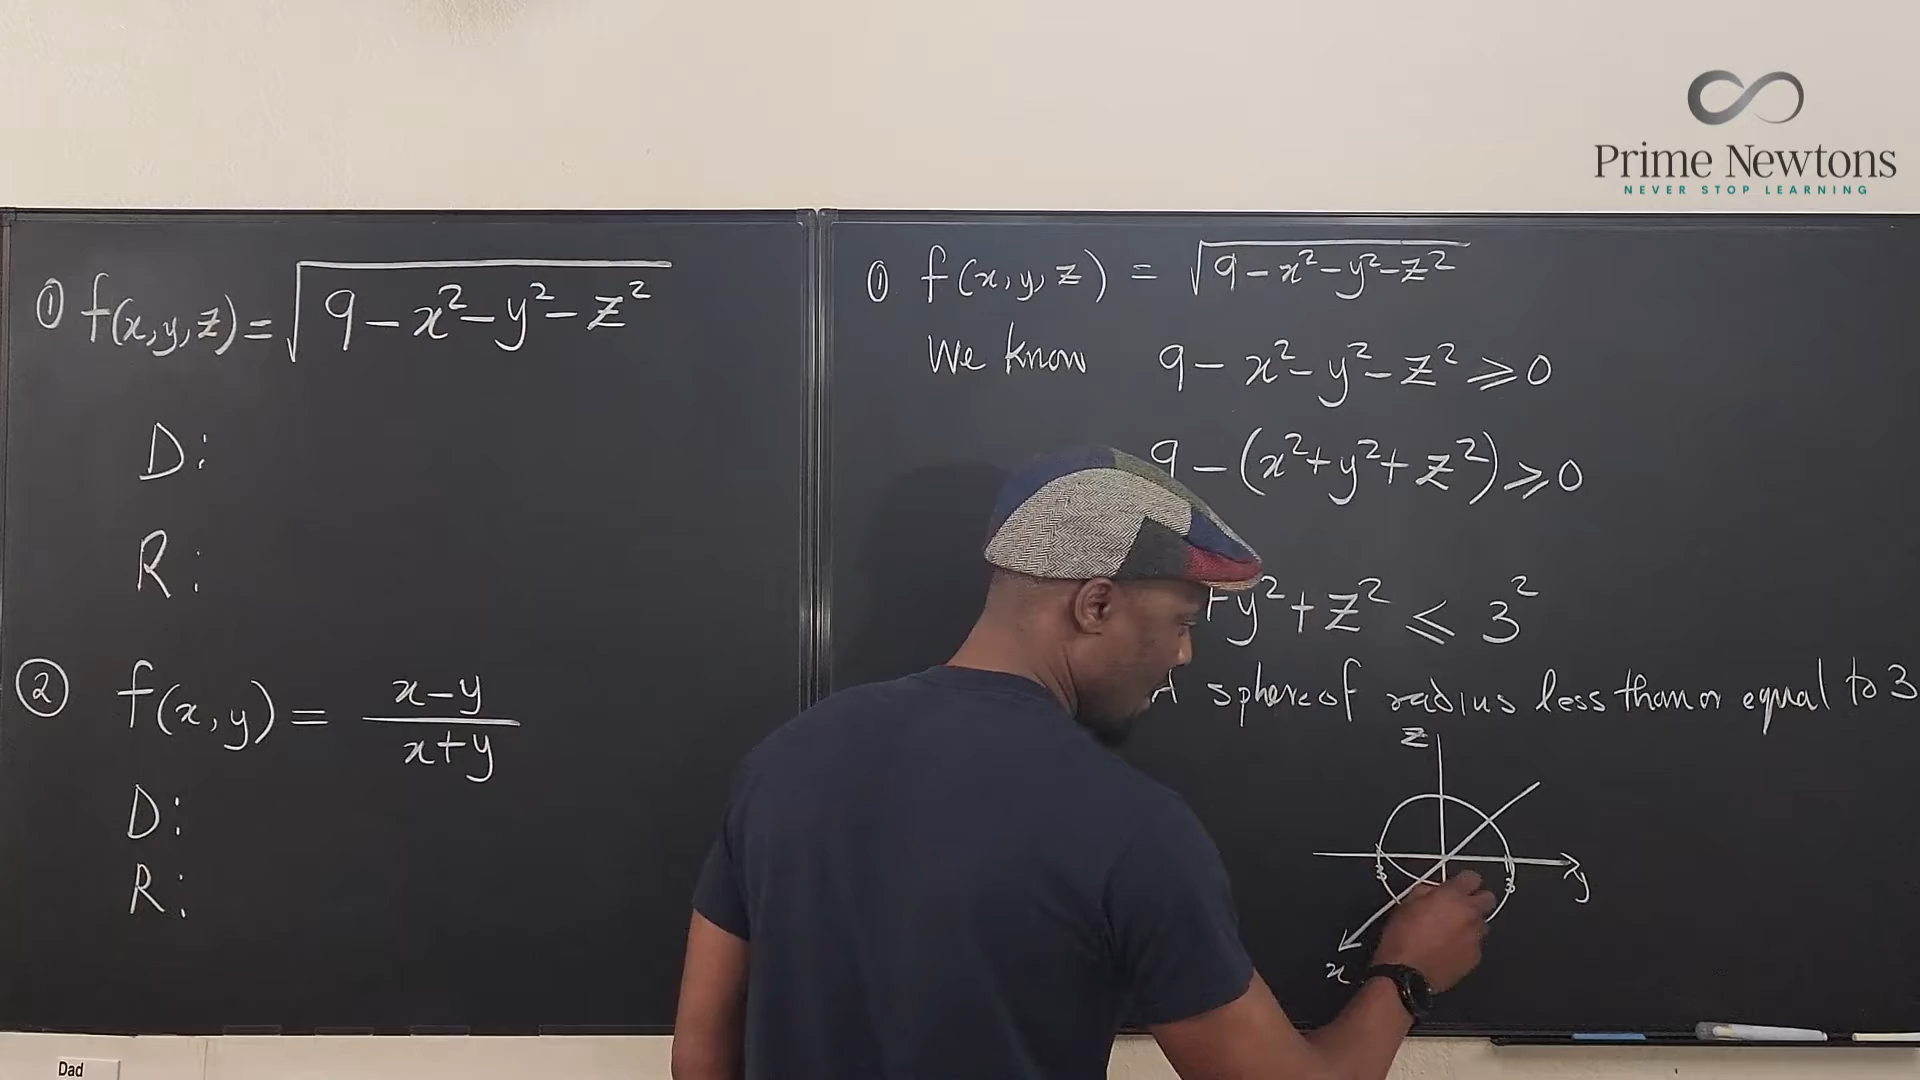 Prime Newtons
NEVER STOP LEARNING
① f(x,y,z) = √(9 – x² – y² – z²)
D:
R:
② f(x,y) = (x–y)/(x+y)
D:
R:
① f(x,y,z) = √(9 – x² – y² – z²)
We know 9 – x² – y² – z² ⩾ 0
9 – (x² + y² + z²) ⩾ 0
+ y² + z² ⩽ 3²
A sphere of radius less than or equal to 3
z
3
3
y
x
Dad